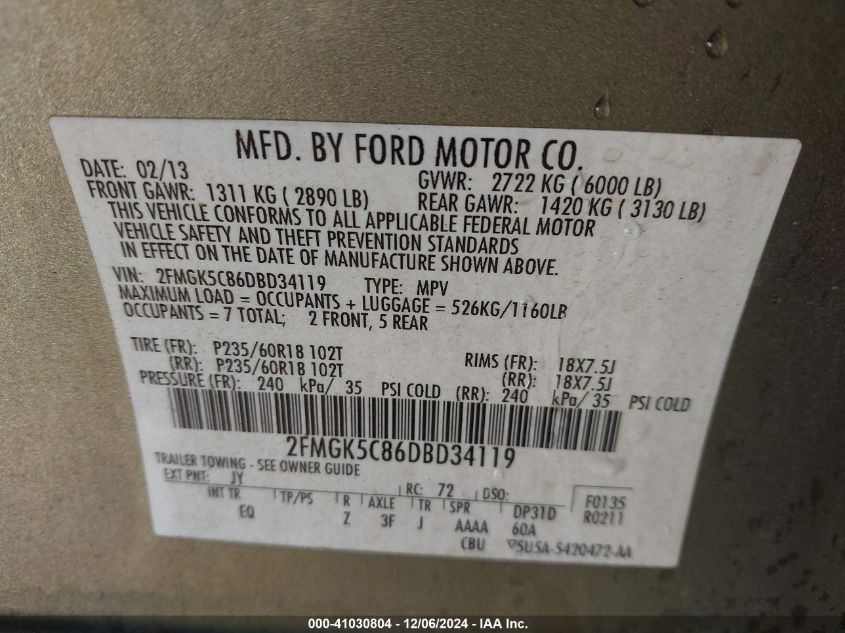 MFD. BY FORD MOTOR CO.
DATE: 02/13 GVWR: 2722 KG ( 6000 LB)
FRONT GAWR: 1311 KG ( 2890 LB) REAR GAWR: 1420 KG ( 3130 LB)
THIS VEHICLE CONFORMS TO ALL APPLICABLE FEDERAL MOTOR
VEHICLE SAFETY AND THEFT PREVENTION STANDARDS
IN EFFECT ON THE DATE OF MANUFACTURE SHOWN ABOVE.
VIN: 2FMGK5C86DBD34119 TYPE: MPV
MAXIMUM LOAD = OCCUPANTS + LUGGAGE = 526KG/1160LB
OCCUPANTS = 7 TOTAL; 2 FRONT, 5 REAR
TIRE (FR): P235/60R18 102T RIMS (FR): 18X7.5J
(RR): P235/60R18 102T (RR): 18X7.5J
PRESSURE (FR): 240 kPa/ 35 PSI COLD (RR): 240 kPa/ 35 PSI COLD
2FMGK5C86DBD34119
TRAILER TOWING - SEE OWNER GUIDE
EXT PNT: JY RC: 72 DSO: F0135
INT TR TP/PS R AXLE TR SPR DP31D R0211
EQ Z 3F J AAAA 60A
CBU 5USA-5420472-AA
000-41030804 - 12/06/2024 - IAA Inc.